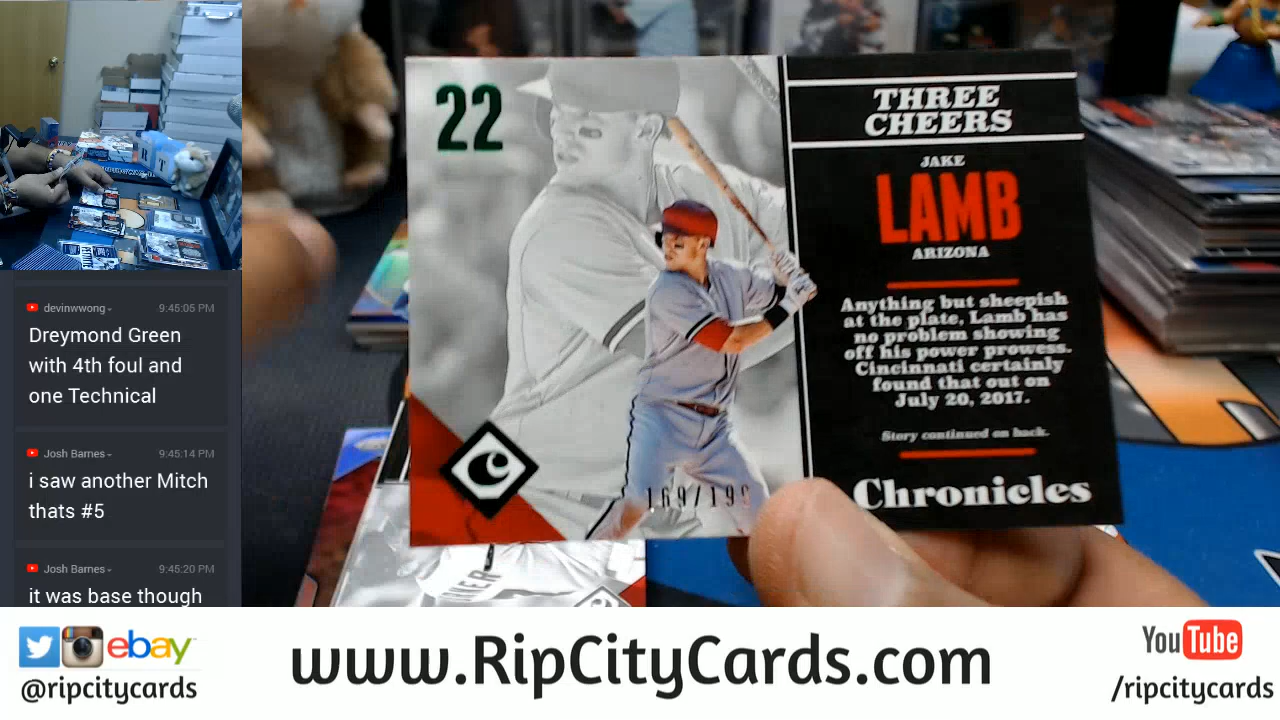 22
THREE
CHEERS
JAKE
LAMB
ARIZONA
Anything but sheepish
at the plate, Lamb has
no problem showing
off his power prowess.
Cincinnati certainly
found that out on
July 20, 2017.
Story continued on back.
Chronicles
169/199
devinwwong 9:45:05 PM
Dreymond Green
with 4th foul and
one Technical
Josh Barnes 9:45:14 PM
i saw another Mitch
thats #5
Josh Barnes 9:45:20 PM
it was base though
ebay
@ripcitycards
www.RipCityCards.com
YouTube
/ripcitycards